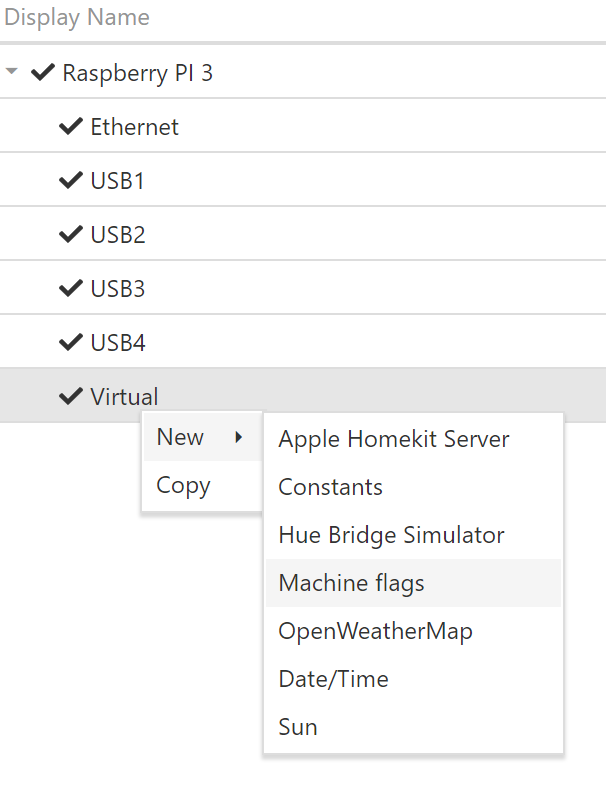 Display Name
Raspberry PI 3
Ethernet
USB1
USB2
USB3
USB4
Virtual
New
Copy
Apple Homekit Server
Constants
Hue Bridge Simulator
Machine flags
OpenWeatherMap
Date/Time
Sun